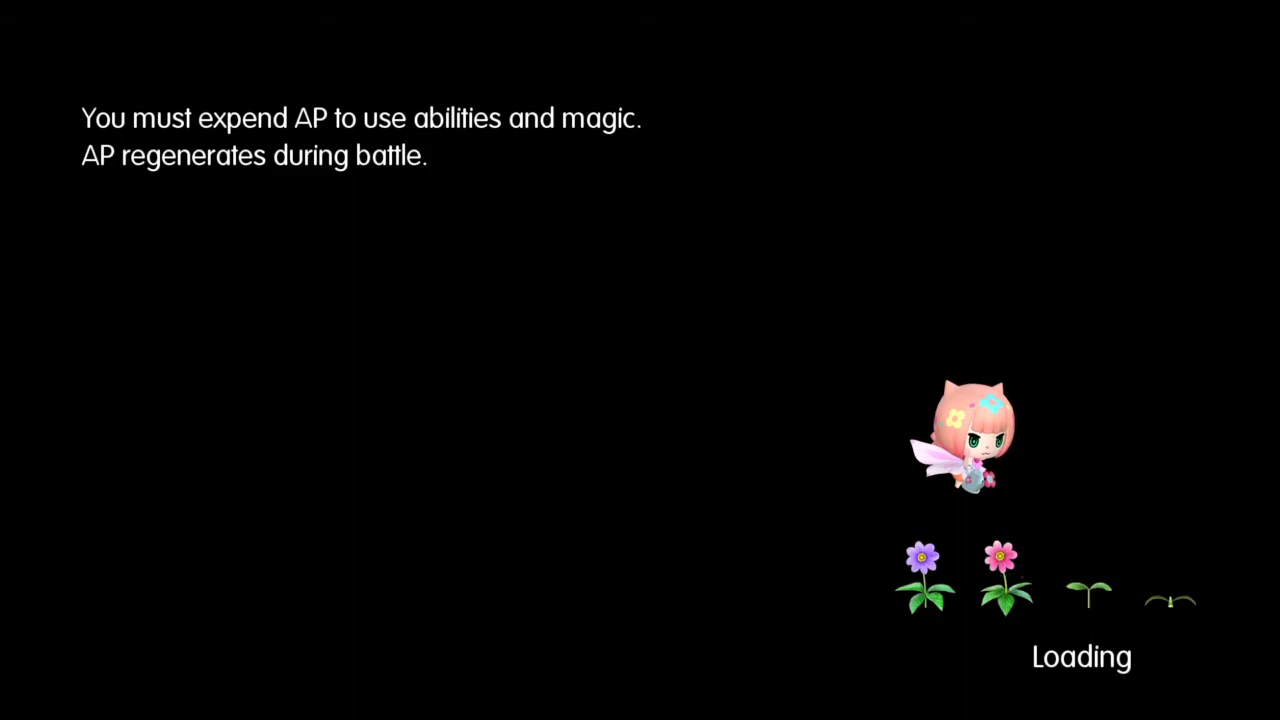 You must expend AP to use abilities and magic.
AP regenerates during battle.
Loading